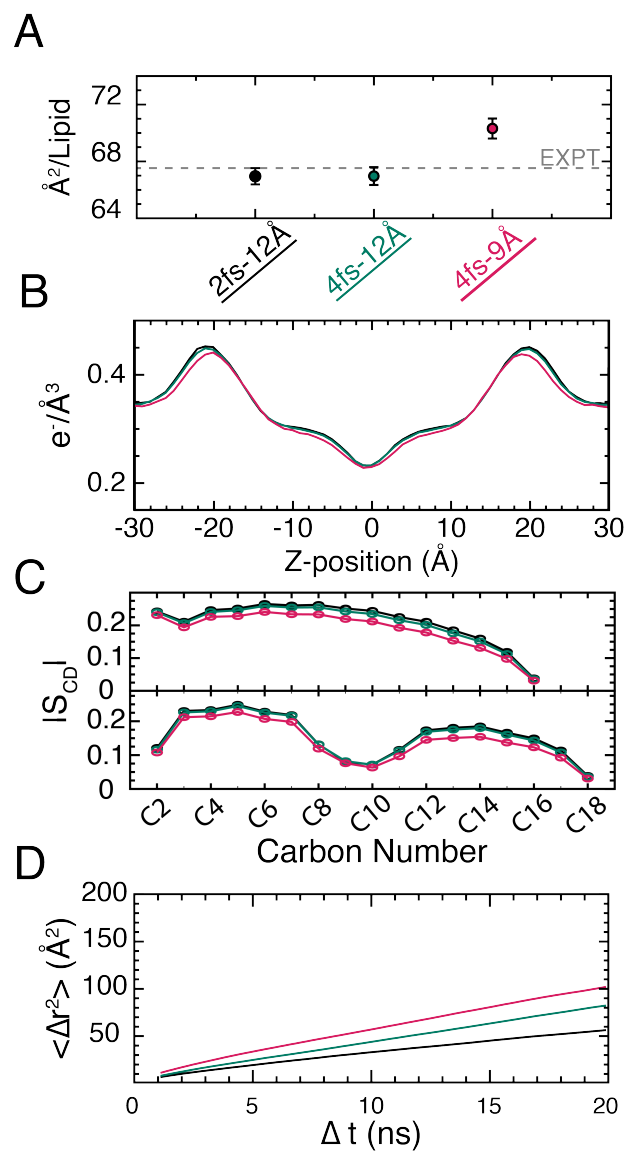 A
Å²/Lipid
72
68
64
EXPT
2fs-12Å
4fs-12Å
4fs-9Å
B
e⁻/Å³
0.4
0.2
-30
-20
-10
0
10
20
30
Z-position (Å)
C
|S_CD|
0.2
0.1
0
0.2
0.1
0
C2
C4
C6
C8
C10
C12
C14
C16
C18
Carbon Number
D
<Δr²> (Å²)
200
150
100
50
0
5
10
15
20
Δ t (ns)